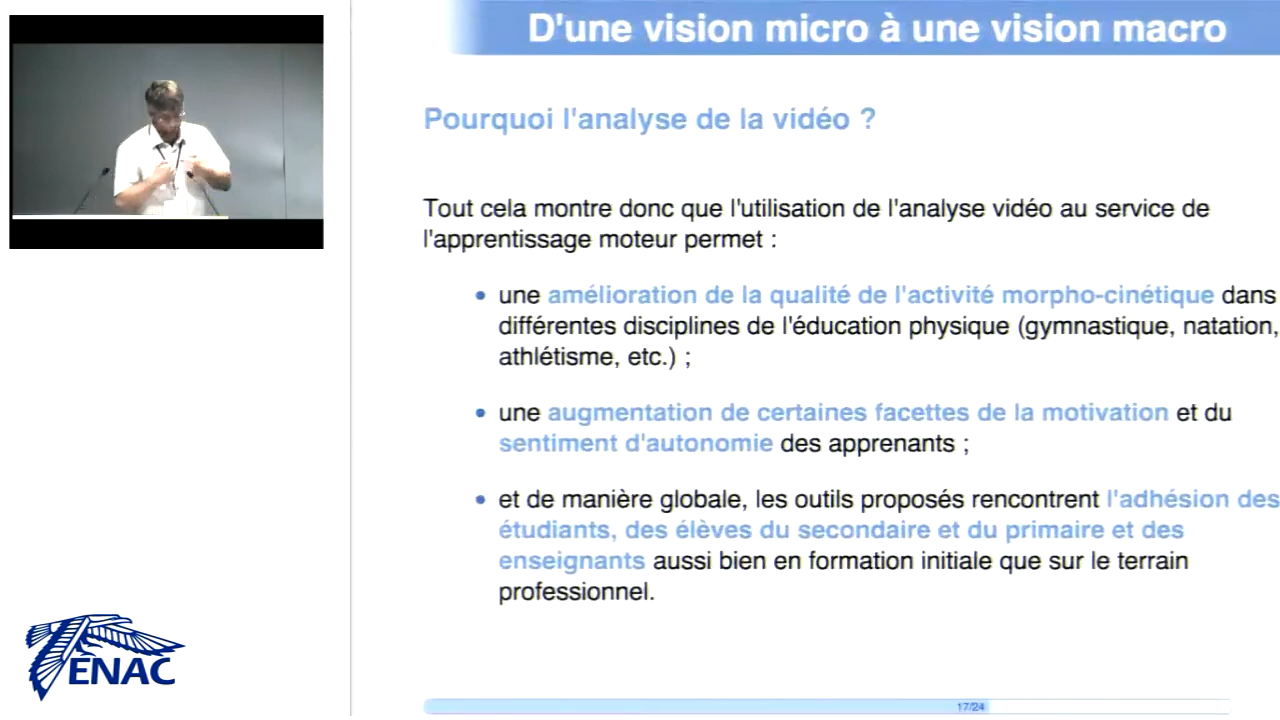 D'une vision micro à une vision macro
Pourquoi l'analyse de la vidéo ?
Tout cela montre donc que l'utilisation de l'analyse vidéo au service de
l'apprentissage moteur permet :
• une amélioration de la qualité de l'activité morpho-cinétique dans
différentes disciplines de l'éducation physique (gymnastique, natation,
athlétisme, etc.) ;
• une augmentation de certaines facettes de la motivation et du
sentiment d'autonomie des apprenants ;
• et de manière globale, les outils proposés rencontrent l'adhésion des
étudiants, des élèves du secondaire et du primaire et des
enseignants aussi bien en formation initiale que sur le terrain
professionnel.
ENAC
17/24